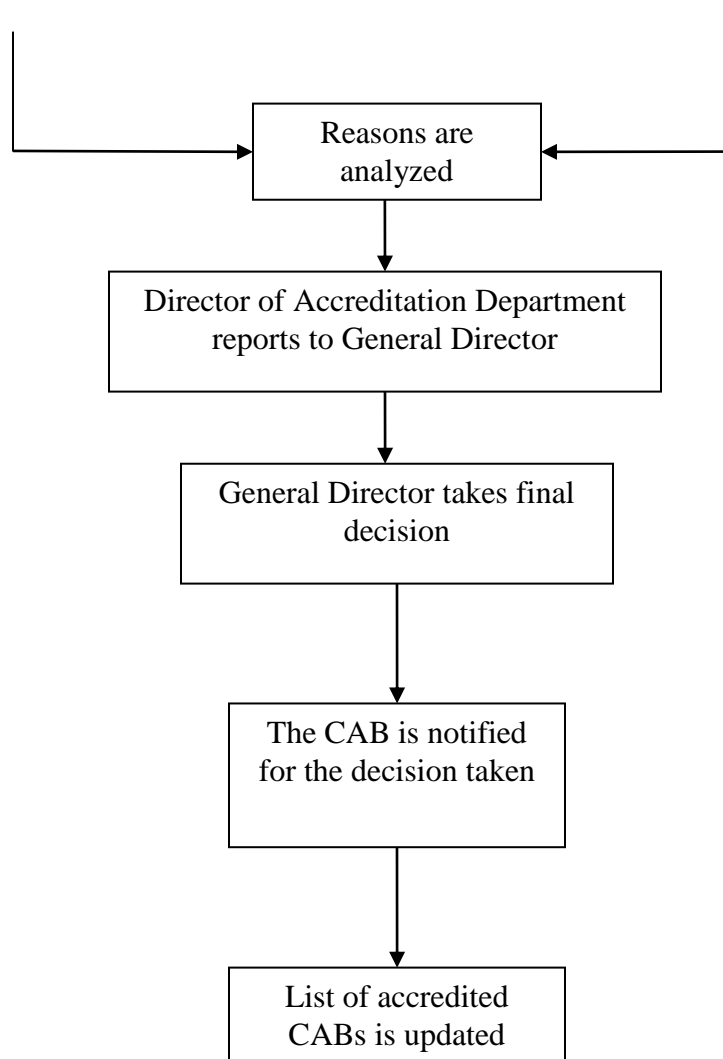 Reasons are
analyzed
Director of Accreditation Department
reports to General Director
General Director takes final
decision
The CAB is notified
for the decision taken
List of accredited
CABs is updated